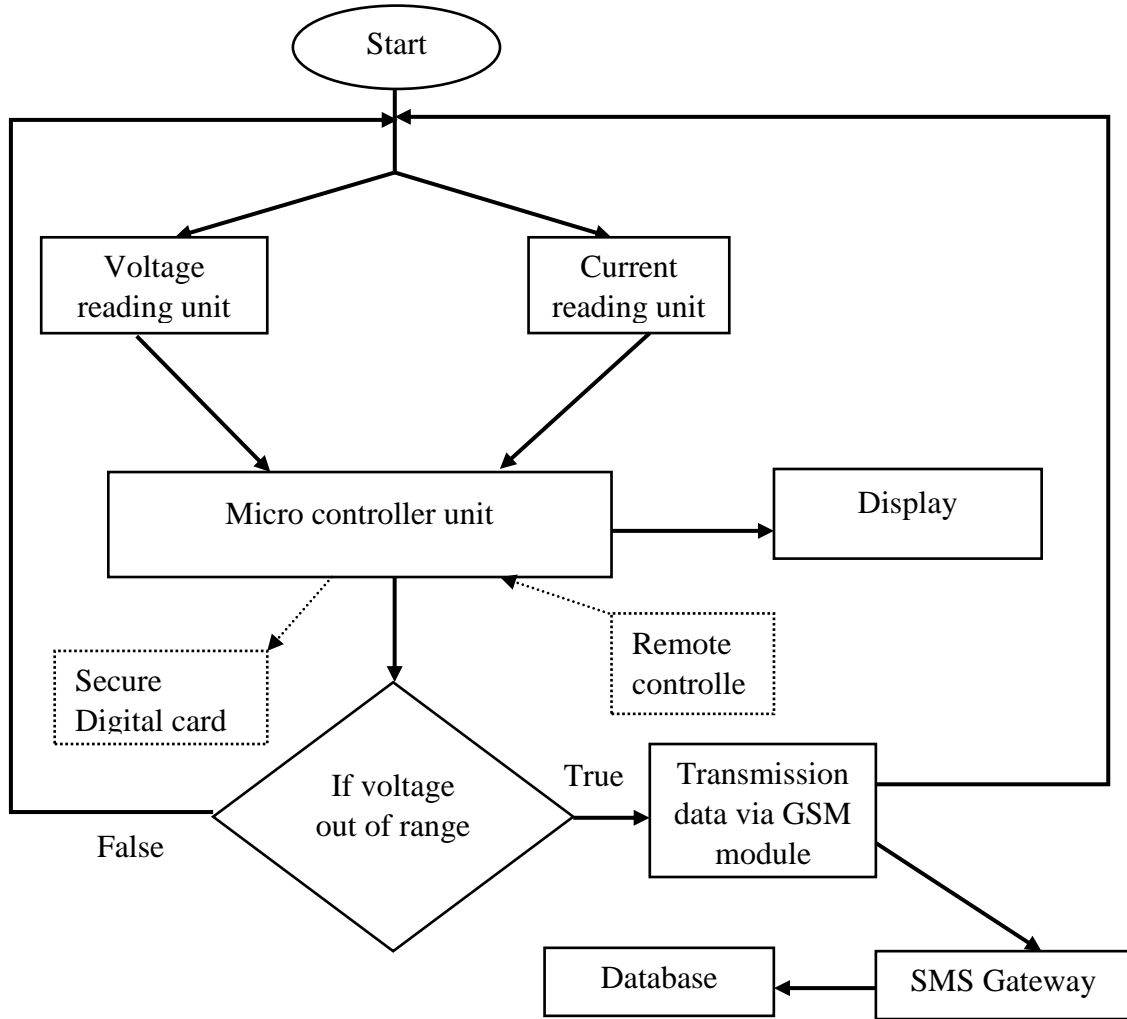 Start
Voltage
reading unit
Current
reading unit
Micro controller unit
Display
Secure
Digital card
Remote
controlle
If voltage
out of range
True
False
Transmission
data via GSM
module
Database
SMS Gateway